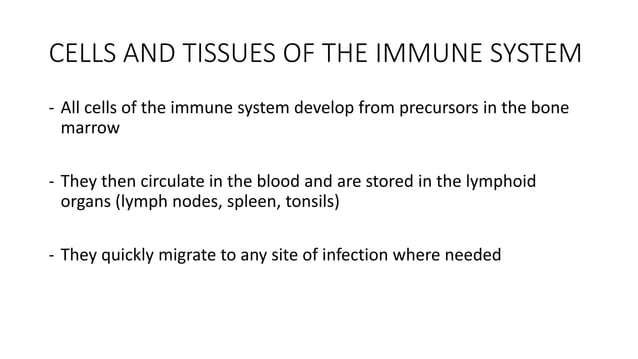 CELLS AND TISSUES OF THE IMMUNE SYSTEM
- All cells of the immune system develop from precursors in the bone
marrow
- They then circulate in the blood and are stored in the lymphoid
organs (lymph nodes, spleen, tonsils)
- They quickly migrate to any site of infection where needed